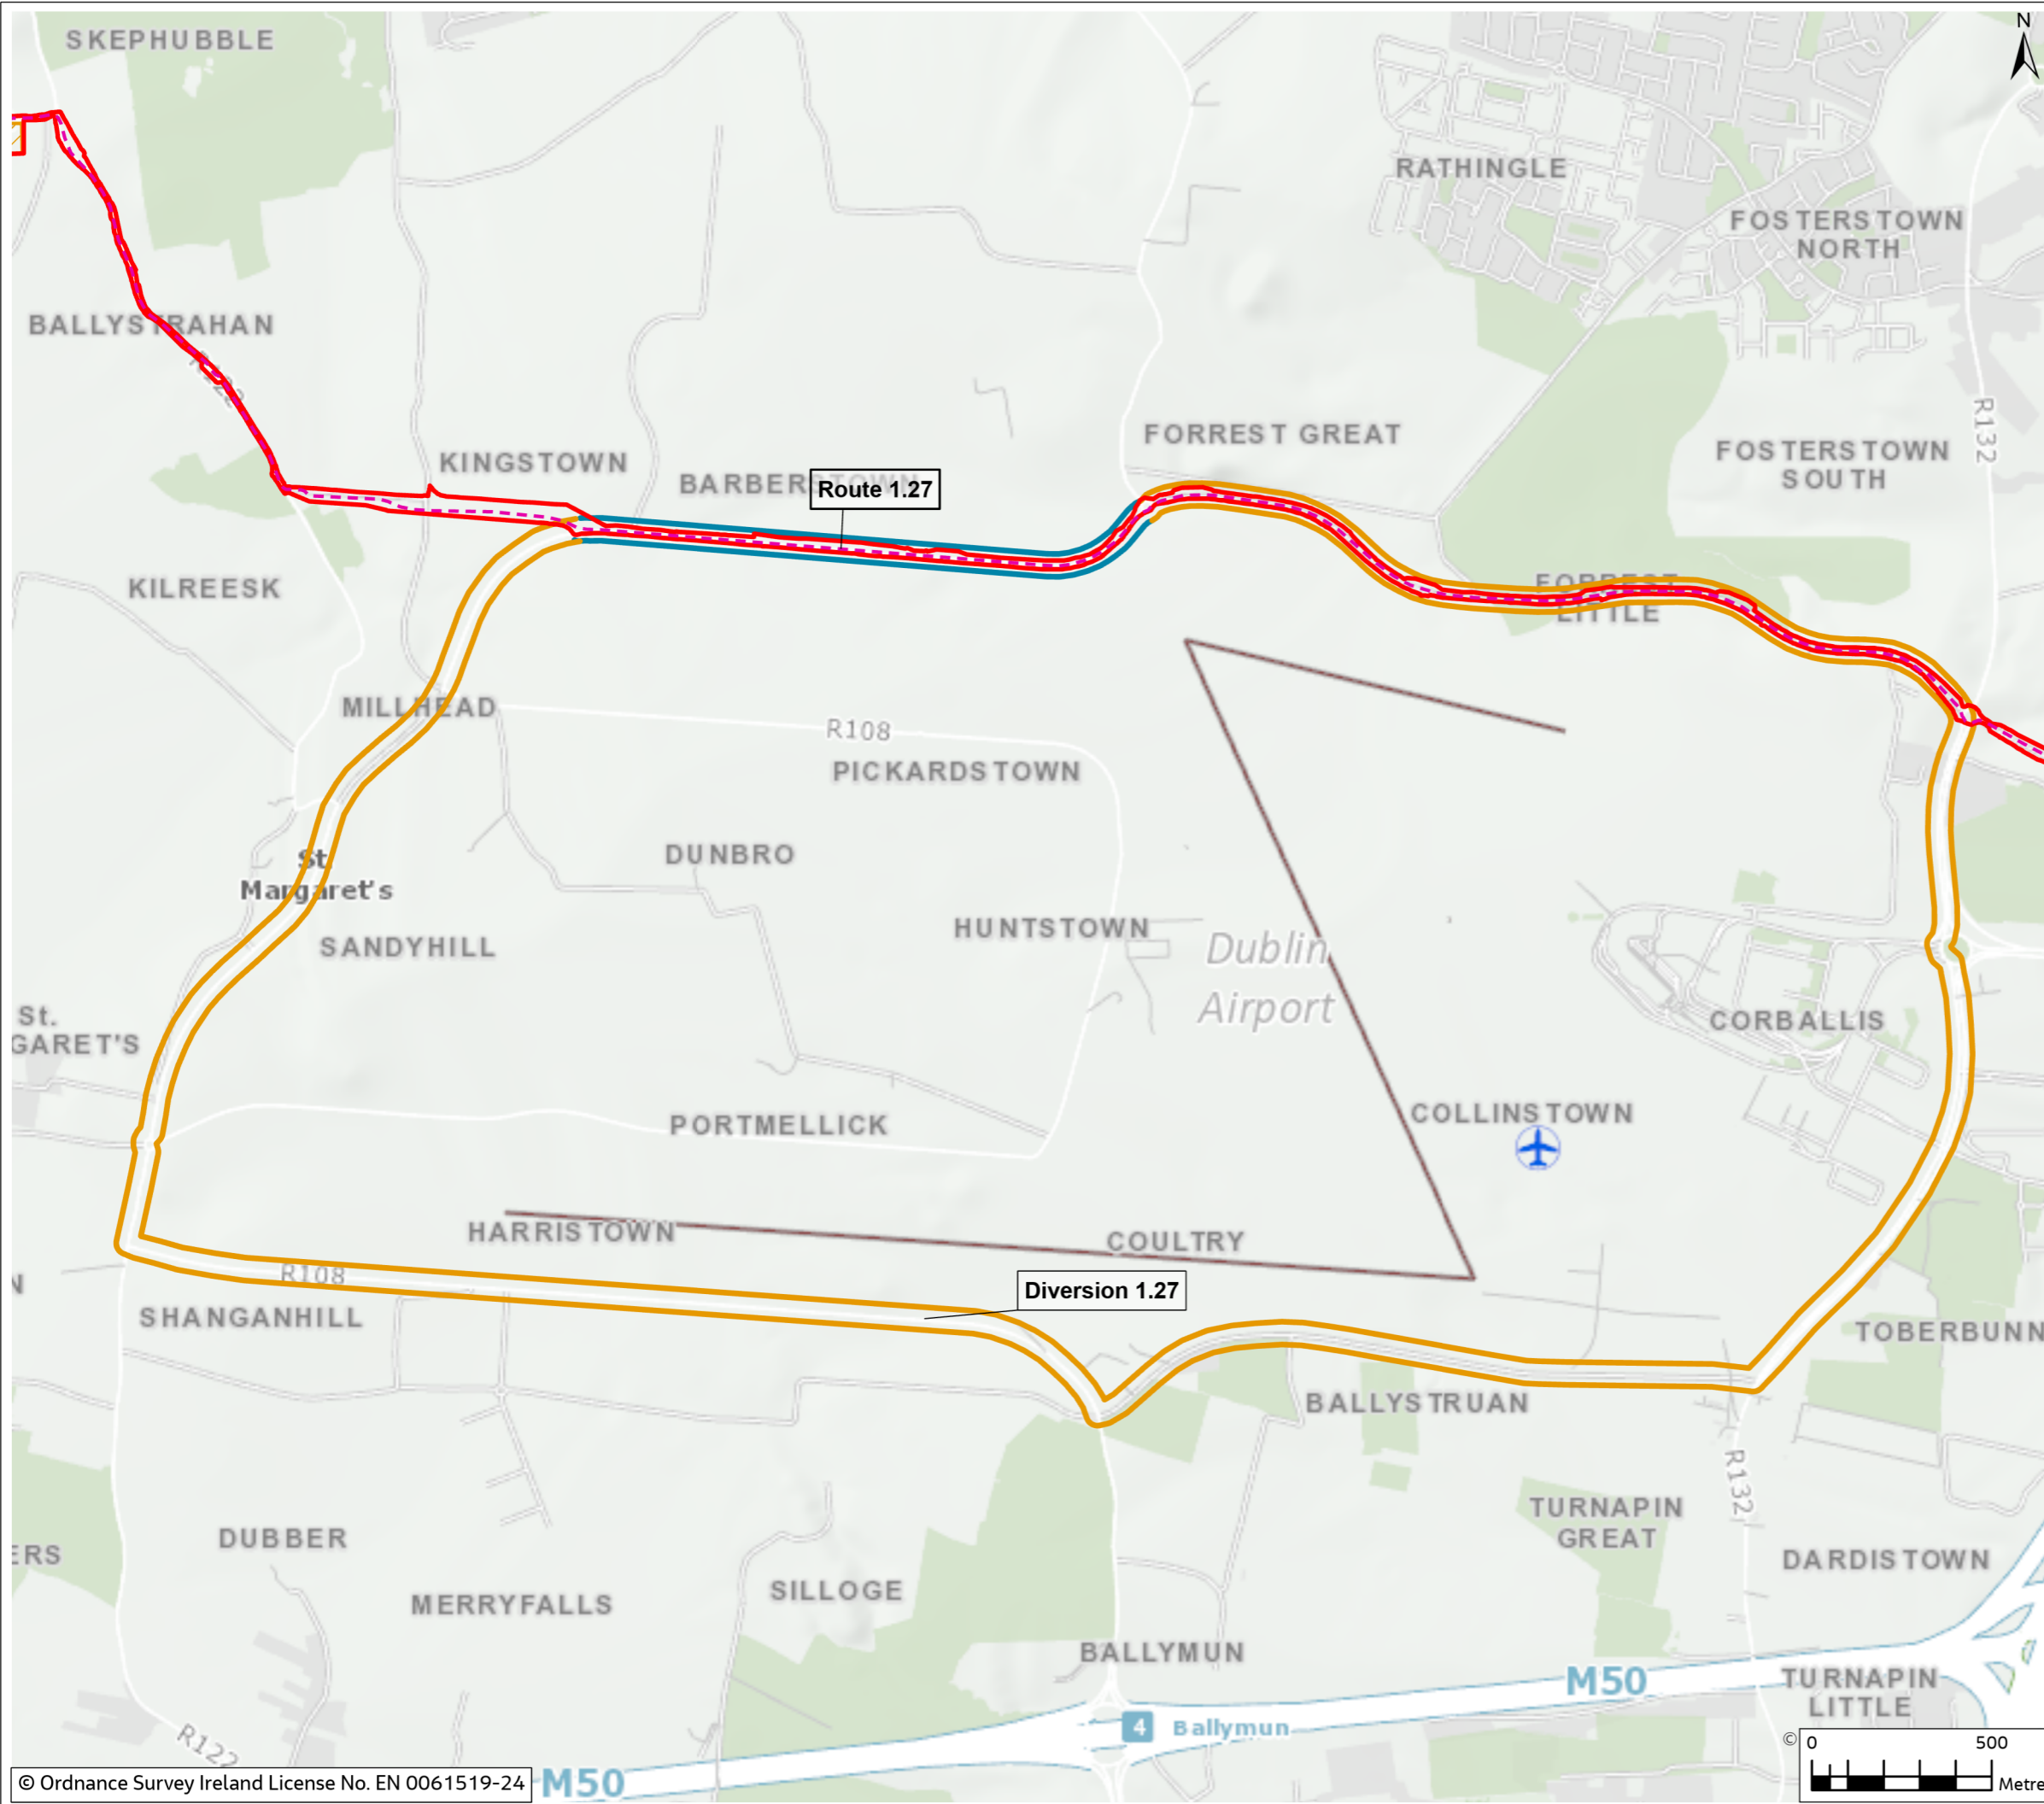 N
SKEPHUBBLE
RATHINGLE
FOSTERSTOWN
NORTH
BALLYSTRAHAN
R122
R132
FORREST GREAT
KINGSTOWN
BARBERSTOWN
Route 1.27
FOSTERSTOWN
SOUTH
KILREESK
FORREST
LITTLE
MILLHEAD
R108
PICKARDSTOWN
St.
Margaret's
DUNBRO
HUNTSTOWN
SANDYHILL
Dublin
Airport
St.
GARET'S
CORBALLIS
COLLINSTOWN
PORTMELLICK
HARRISTOWN
COULTRY
N
R108
Diversion 1.27
SHANGANHILL
TOBERBUNN
BALLYSTRUAN
R132
TURNAPIN
GREAT
DUBBER
ERS
DARDISTOWN
MERRYFALLS
SILLOGE
BALLYMUN
M50
TURNAPIN
LITTLE
4 Ballymun
R122
©
0 500
Metre
© Ordnance Survey Ireland License No. EN 0061519-24
M50